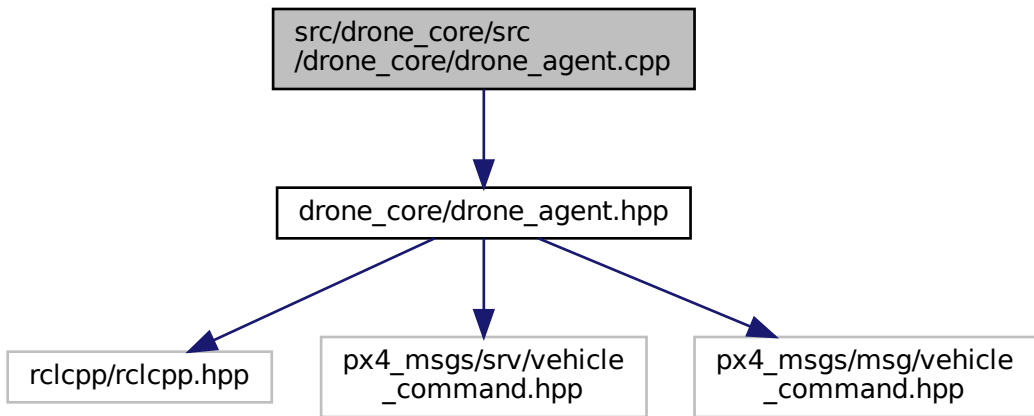 src/drone_core/src
/drone_core/drone_agent.cpp
drone_core/drone_agent.hpp
rclcpp/rclcpp.hpp
px4_msgs/srv/vehicle
_command.hpp
px4_msgs/msg/vehicle
_command.hpp